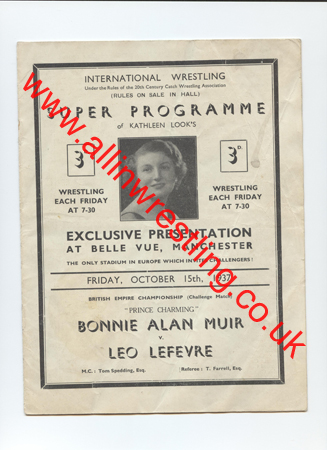 INTERNATIONAL WRESTLING
Under the Rules of the 20th Century Catch Wrestling Association
(RULES ON SALE IN HALL)
SUPER PROGRAMME
of KATHLEEN LOOK'S
3D
3D
WRESTLING
EACH FRIDAY
AT 7-30
WRESTLING
EACH FRIDAY
AT 7-30
EXCLUSIVE PRESENTATION
AT BELLE VUE, MANCHESTER
THE ONLY STADIUM IN EUROPE WHICH INVITES CHALLENGERS!
FRIDAY, OCTOBER 15th, 1937
BRITISH EMPIRE CHAMPIONSHIP (Challenge Match)
"PRINCE CHARMING"
BONNIE ALAN MUIR
v.
LEO LEFEVRE
M.C.: Tom Spedding, Esq.
Referee: T. Farrell, Esq.
www.allinwrestling.co.uk